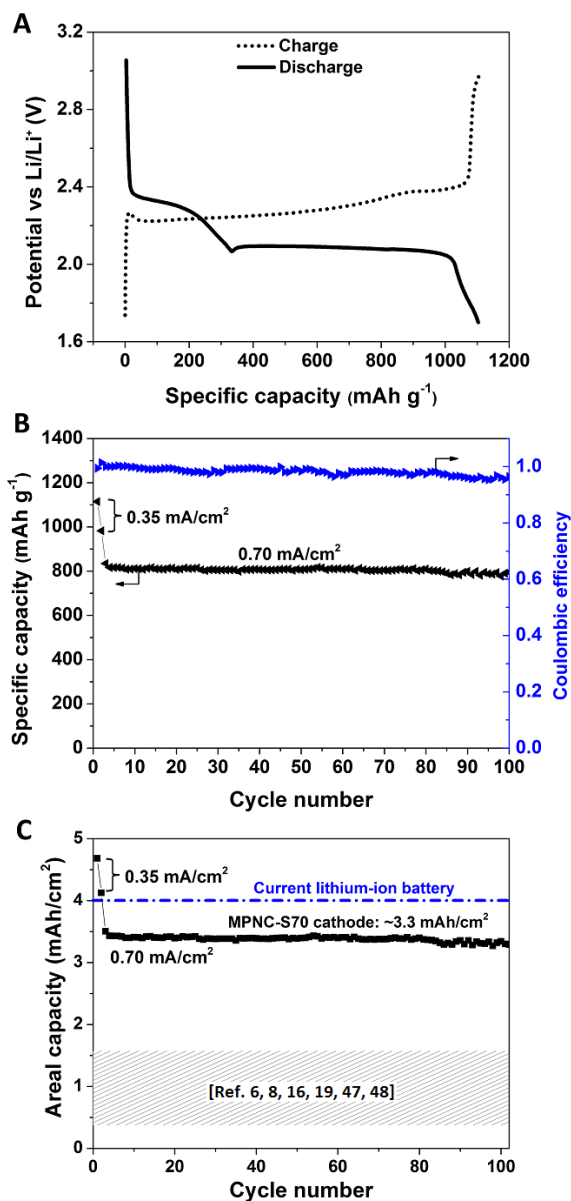 A
Charge
Discharge
3.2
2.8
2.4
2.0
1.6
Potential vs Li/Li⁺ (V)
0 200 400 600 800 1000 1200
Specific capacity (mAh g⁻¹)
B
1400
1200
1000
800
600
400
200
0
Specific capacity (mAh g⁻¹)
0.35 mA/cm²
0.70 mA/cm²
1.0
0.8
0.6
0.4
0.2
0.0
Coulombic efficiency
0 10 20 30 40 50 60 70 80 90 100
Cycle number
C
5
4
3
2
1
0
Areal capacity (mAh/cm²)
0.35 mA/cm²
Current lithium-ion battery
MPNC-S70 cathode: ~3.3 mAh/cm²
0.70 mA/cm²
[Ref. 6, 8, 16, 19, 47, 48]
0 20 40 60 80 100
Cycle number